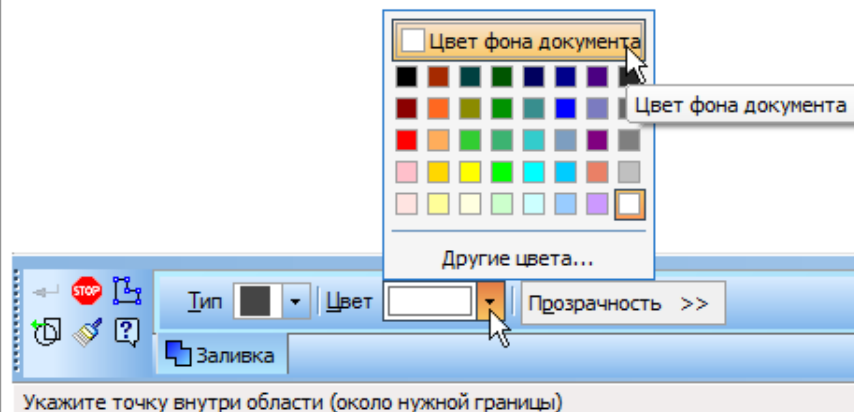 Цвет фона документа
Цвет фона документа
Другие цвета...
STOP
Тип
Цвет
Прозрачность >>
Заливка
Укажите точку внутри области (около нужной границы)